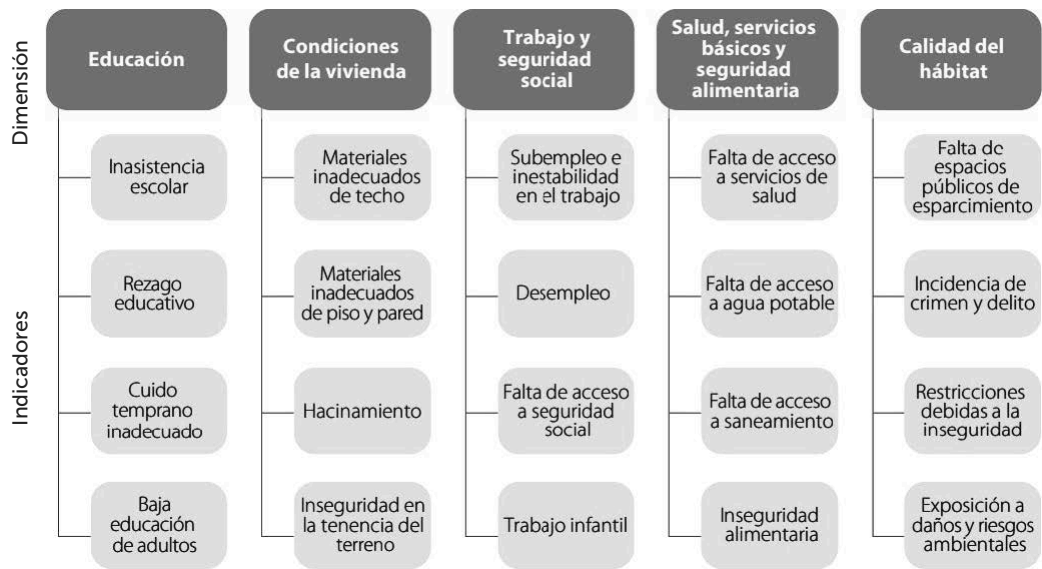 Dimensión
Educación
Condiciones
de la vivienda
Trabajo y
seguridad
social
Salud, servicios
básicos y
seguridad
alimentaria
Calidad del
hábitat
Indicadores
Inasistencia
escolar
Materiales
inadecuados
de techo
Subempleo e
inestabilidad
en el trabajo
Falta de acceso
a servicios de
salud
Falta de
espacios
públicos de
esparcimiento
Rezago
educativo
Materiales
inadecuados
de piso y pared
Desempleo
Falta de acceso
a agua potable
Incidencia de
crimen y delito
Cuido
temprano
inadecuado
Hacinamiento
Falta de acceso
a seguridad
social
Falta de acceso
a saneamiento
Restricciones
debidas a la
inseguridad
Baja
educación
de adultos
Inseguridad en
la tenencia del
terreno
Trabajo infantil
Inseguridad
alimentaria
Exposición a
daños y riesgos
ambientales